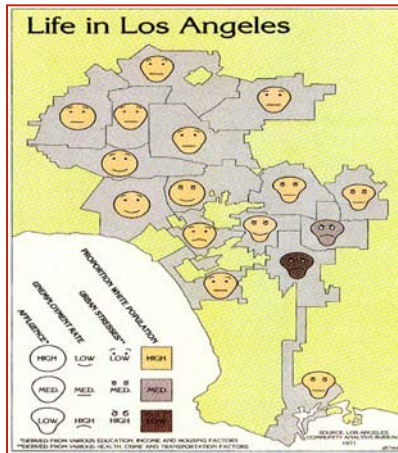 Life in Los Angeles
AFFLUENCE*
UNEMPLOYMENT RATE
URBAN STRESSES**
PROPORTION WHITE POPULATION
HIGH LOW LOW HIGH
MED. MED. MED. MED.
LOW HIGH HIGH LOW
*DERIVED FROM VARIOUS EDUCATION, INCOME AND HOUSING FACTORS
**DERIVED FROM VARIOUS HEALTH, CRIME AND TRANSPORTATION FACTORS
SOURCE: LOS ANGELES
COMMUNITY ANALYSIS BUREAU
1971